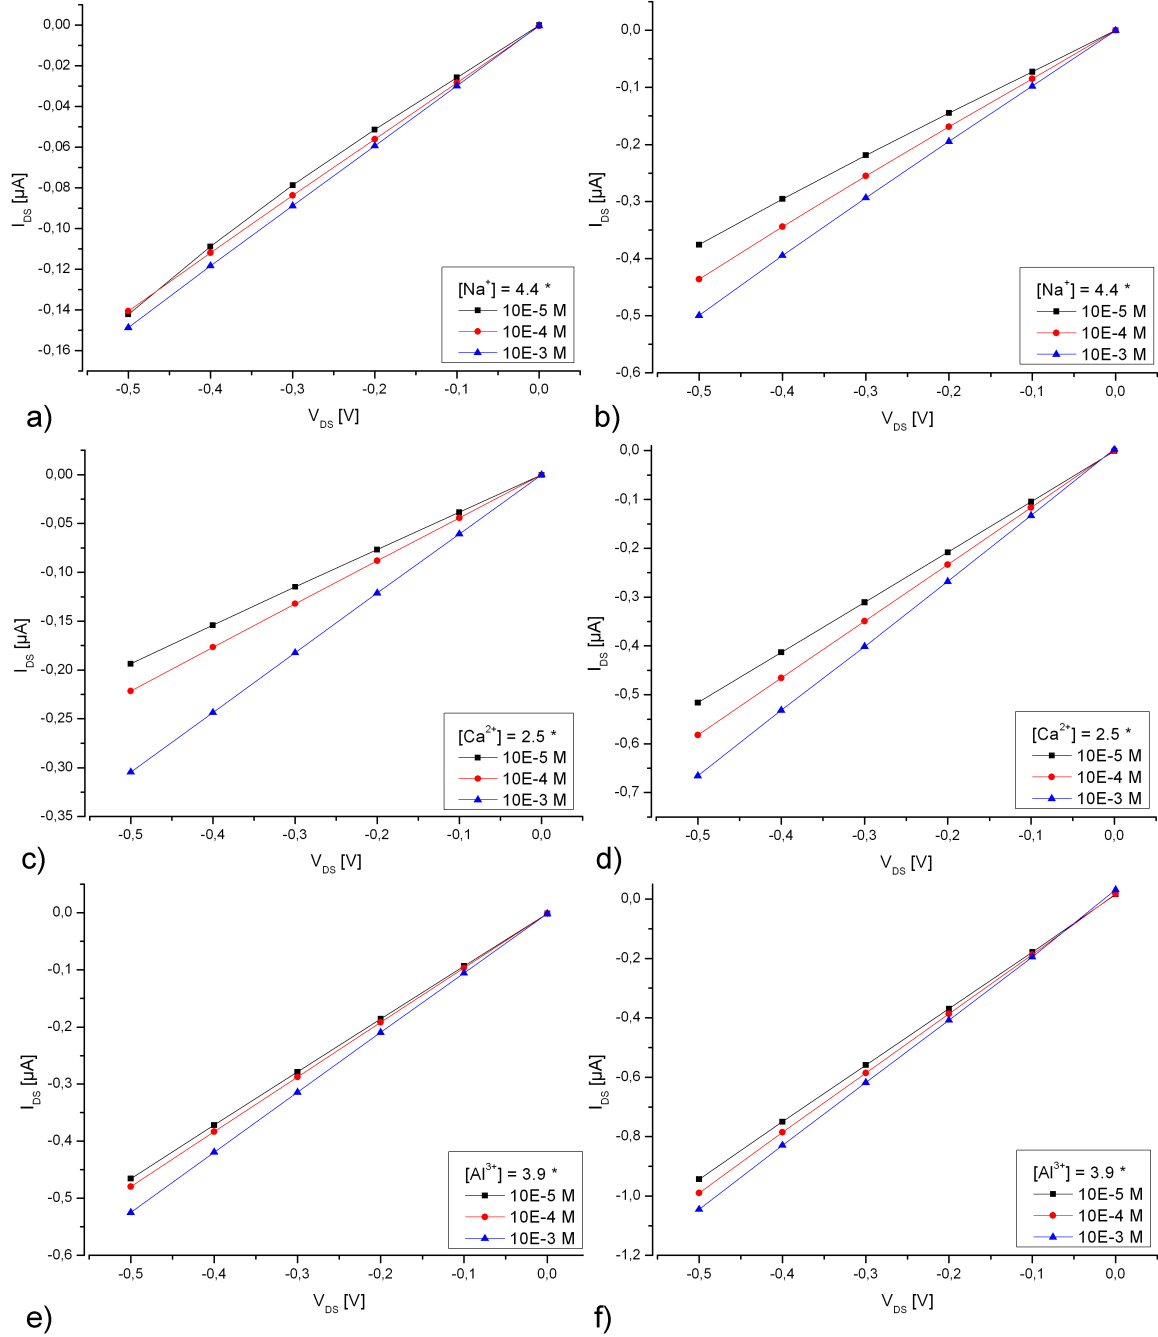 0,00
-0,02
-0,04
-0,06
-0,08
-0,10
-0,12
-0,14
-0,16
I_DS [µA]
[Na⁺] = 4.4 *
10E-5 M
10E-4 M
10E-3 M
-0,5 -0,4 -0,3 -0,2 -0,1 0,0
V_DS [V]
a)
0,0
-0,1
-0,2
-0,3
-0,4
-0,5
-0,6
I_DS [µA]
[Na⁺] = 4.4 *
10E-5 M
10E-4 M
10E-3 M
-0,5 -0,4 -0,3 -0,2 -0,1 0,0
V_DS [V]
b)
0,00
-0,05
-0,10
-0,15
-0,20
-0,25
-0,30
-0,35
I_DS [µA]
[Ca²⁺] = 2.5 *
10E-5 M
10E-4 M
10E-3 M
-0,5 -0,4 -0,3 -0,2 -0,1 0,0
V_DS [V]
c)
0,0
-0,1
-0,2
-0,3
-0,4
-0,5
-0,6
-0,7
I_DS [µA]
[Ca²⁺] = 2.5 *
10E-5 M
10E-4 M
10E-3 M
-0,5 -0,4 -0,3 -0,2 -0,1 0,0
V_DS [V]
d)
0,0
-0,1
-0,2
-0,3
-0,4
-0,5
-0,6
I_DS [µA]
[Al³⁺] = 3.9 *
10E-5 M
10E-4 M
10E-3 M
-0,5 -0,4 -0,3 -0,2 -0,1 0,0
V_DS [V]
e)
0,0
-0,2
-0,4
-0,6
-0,8
-1,0
-1,2
I_DS [µA]
[Al³⁺] = 3.9 *
10E-5 M
10E-4 M
10E-3 M
-0,5 -0,4 -0,3 -0,2 -0,1 0,0
V_DS [V]
f)